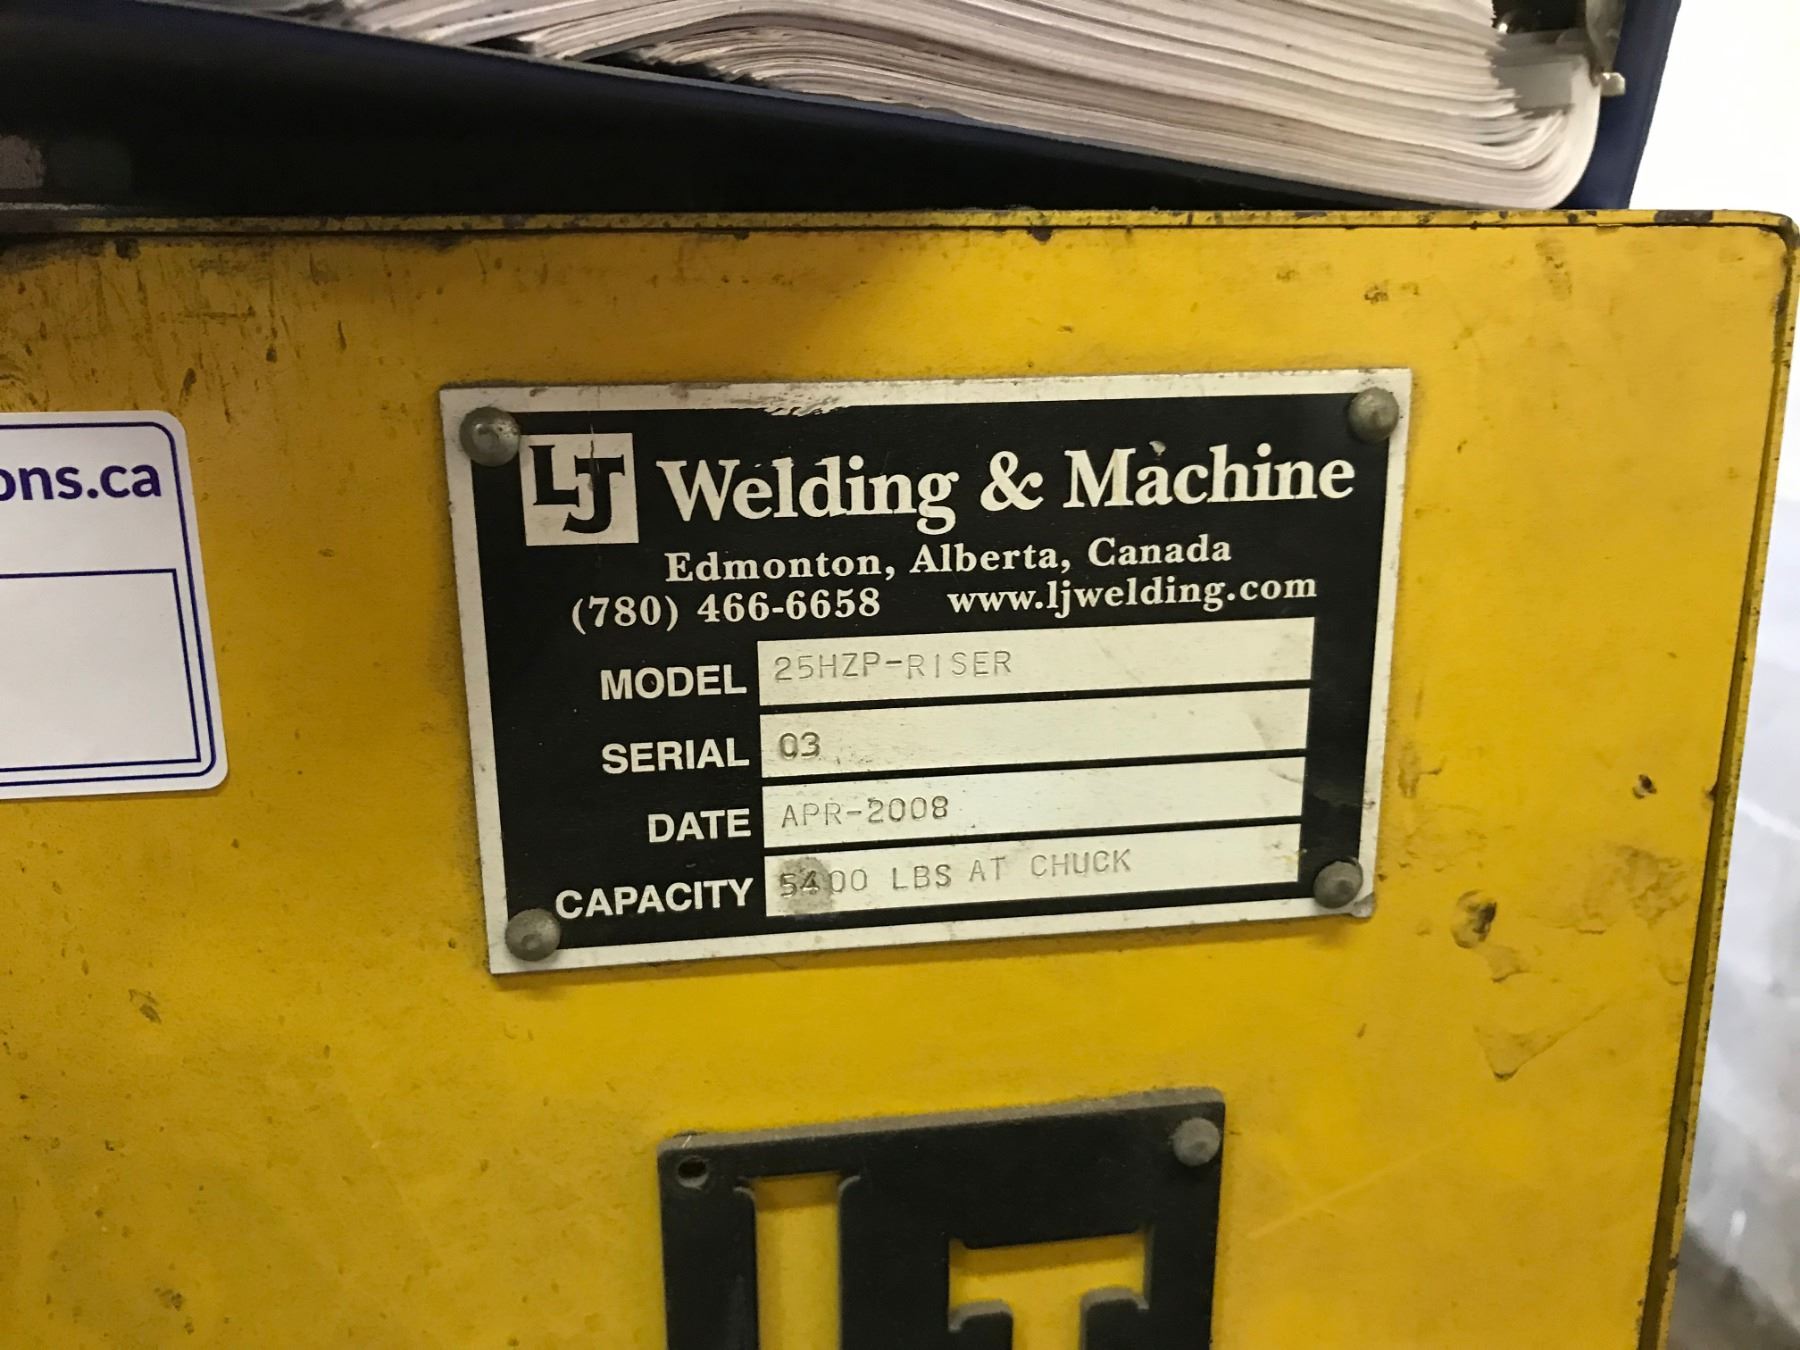 ons.ca
LJ Welding & Machine
Edmonton, Alberta, Canada
(780) 466-6658 www.ljwelding.com
MODEL 25HZP-RISER
SERIAL 03
DATE APR-2008
CAPACITY 5400 LBS AT CHUCK
LJ